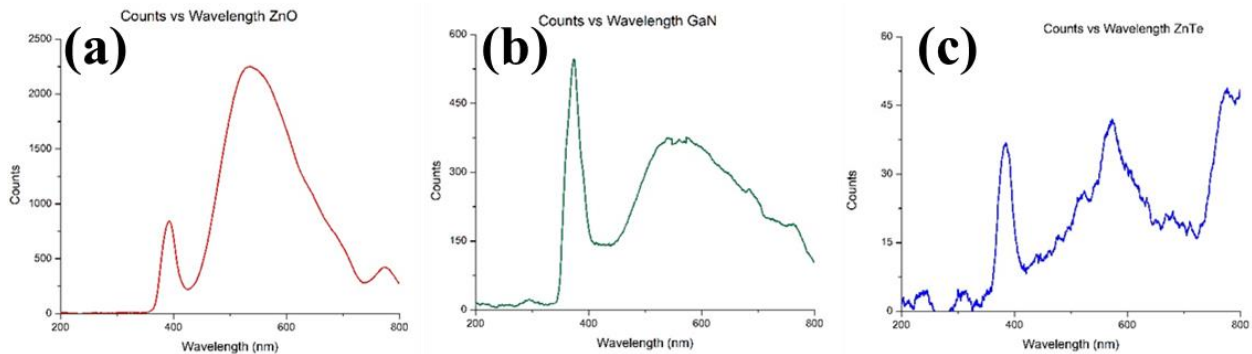 (a)
Counts vs Wavelength ZnO
2500
2000
1500
1000
500
0
Counts
200
400
600
800
Wavelength (nm)
(b)
Counts vs Wavelength GaN
600
450
300
150
0
Counts
200
400
600
800
Wavelength (nm)
(c)
Counts vs Wavelength ZnTe
60
45
30
15
0
Counts
200
400
600
800
Wavelength (nm)